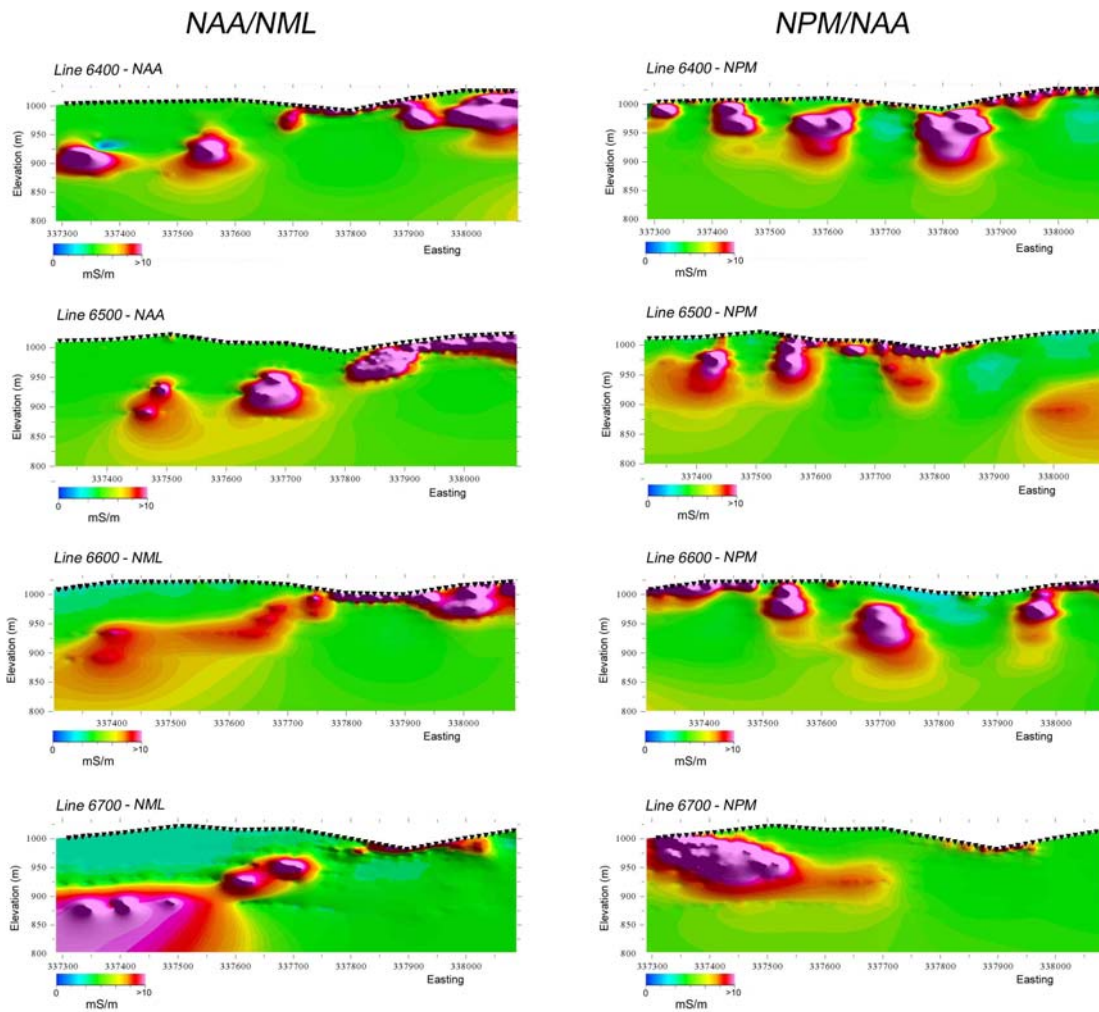 NAA/NML
NPM/NAA
Line 6400 - NAA
Elevation (m)
1000
950
900
850
800
337300 337400 337500 337600 337700 337800 337900 338000
Easting
0 >10
mS/m
Line 6400 - NPM
Elevation (m)
1000
950
900
850
800
337300 337400 337500 337600 337700 337800 337900 338000
Easting
0 >10
mS/m
Line 6500 - NAA
Elevation (m)
1000
950
900
850
800
337400 337500 337600 337700 337800 337900 338000
Easting
0 >10
mS/m
Line 6500 - NPM
Elevation (m)
1000
950
900
850
800
337400 337500 337600 337700 337800 337900 338000
Easting
0 >10
mS/m
Line 6600 - NML
Elevation (m)
1000
950
900
850
800
337400 337500 337600 337700 337800 337900 338000
Easting
0 >10
mS/m
Line 6600 - NPM
Elevation (m)
1000
950
900
850
800
337400 337500 337600 337700 337800 337900 338000
Easting
0 >10
mS/m
Line 6700 - NML
Elevation (m)
1000
950
900
850
800
337300 337400 337500 337600 337700 337800 337900 338000
Easting
0 >10
mS/m
Line 6700 - NPM
Elevation (m)
1000
950
900
850
800
337300 337400 337500 337600 337700 337800 337900 338000
Easting
0 >10
mS/m